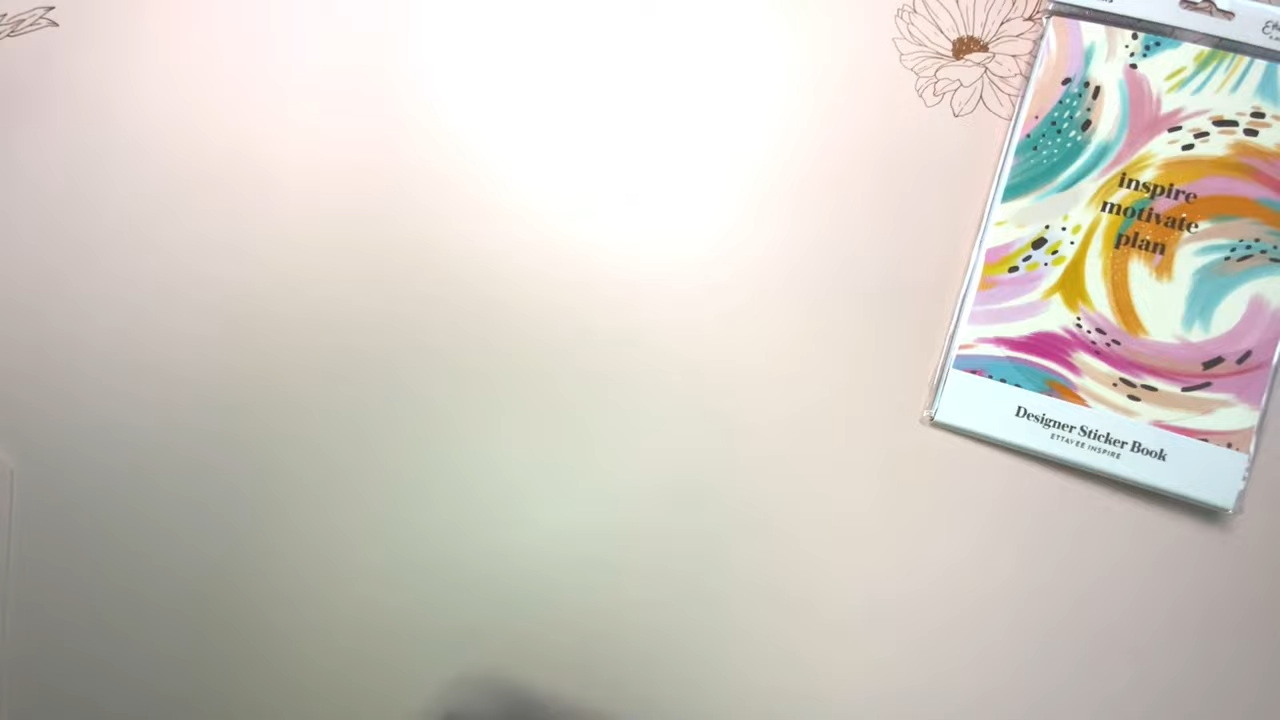 inspire
motivate
plan
Designer Sticker Book
ETTAVEE INSPIRE